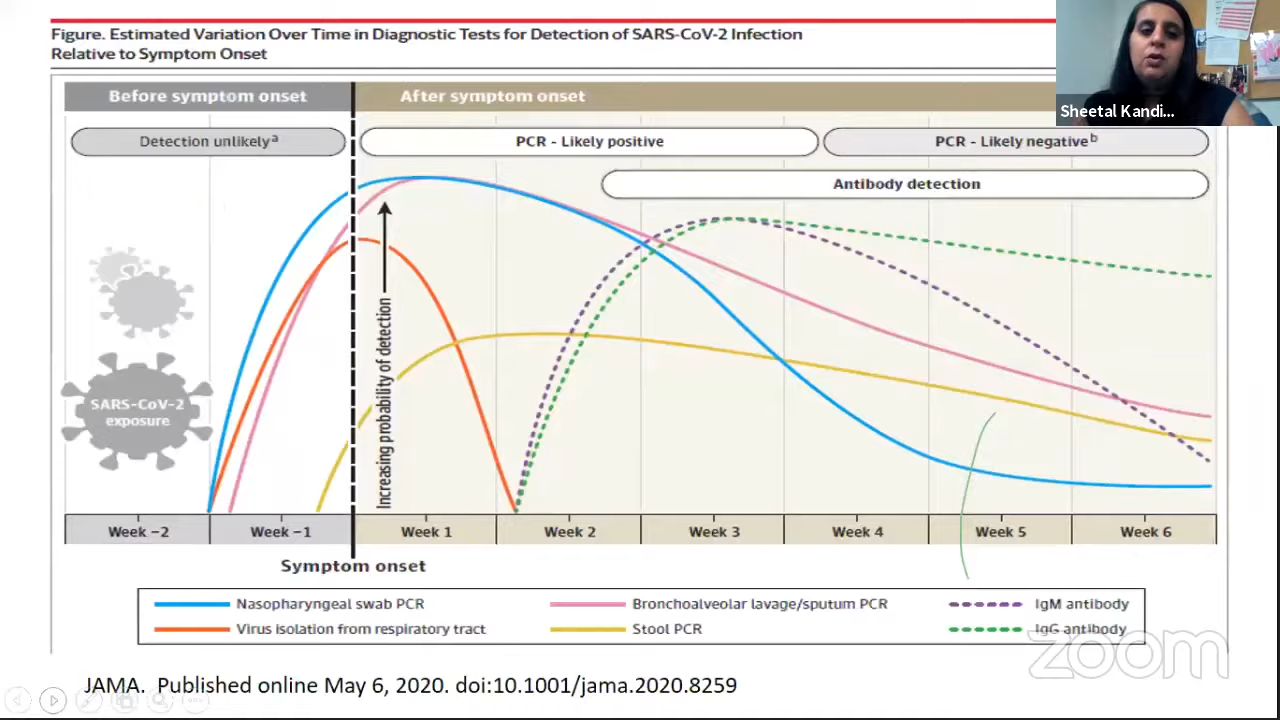 Figure. Estimated Variation Over Time in Diagnostic Tests for Detection of SARS-CoV-2 Infection
Relative to Symptom Onset
Sheetal Kandi...
Before symptom onset
After symptom onset
Detection unlikelyᵃ
PCR - Likely positive
PCR - Likely negativeᵇ
Antibody detection
SARS-CoV-2
exposure
Increasing probability of detection
Week −2
Week −1
Week 1
Week 2
Week 3
Week 4
Week 5
Week 6
Symptom onset
Nasopharyngeal swab PCR
Bronchoalveolar lavage/sputum PCR
IgM antibody
Virus isolation from respiratory tract
Stool PCR
IgG antibody
zoom
JAMA. Published online May 6, 2020. doi:10.1001/jama.2020.8259